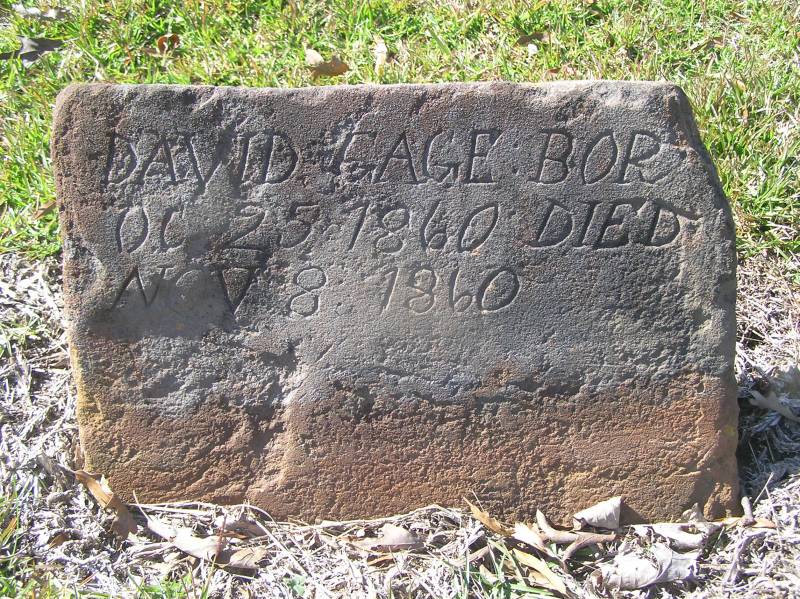 DAVID GAGE BOR
OC 25 1860 DIED
NOV 8 1860